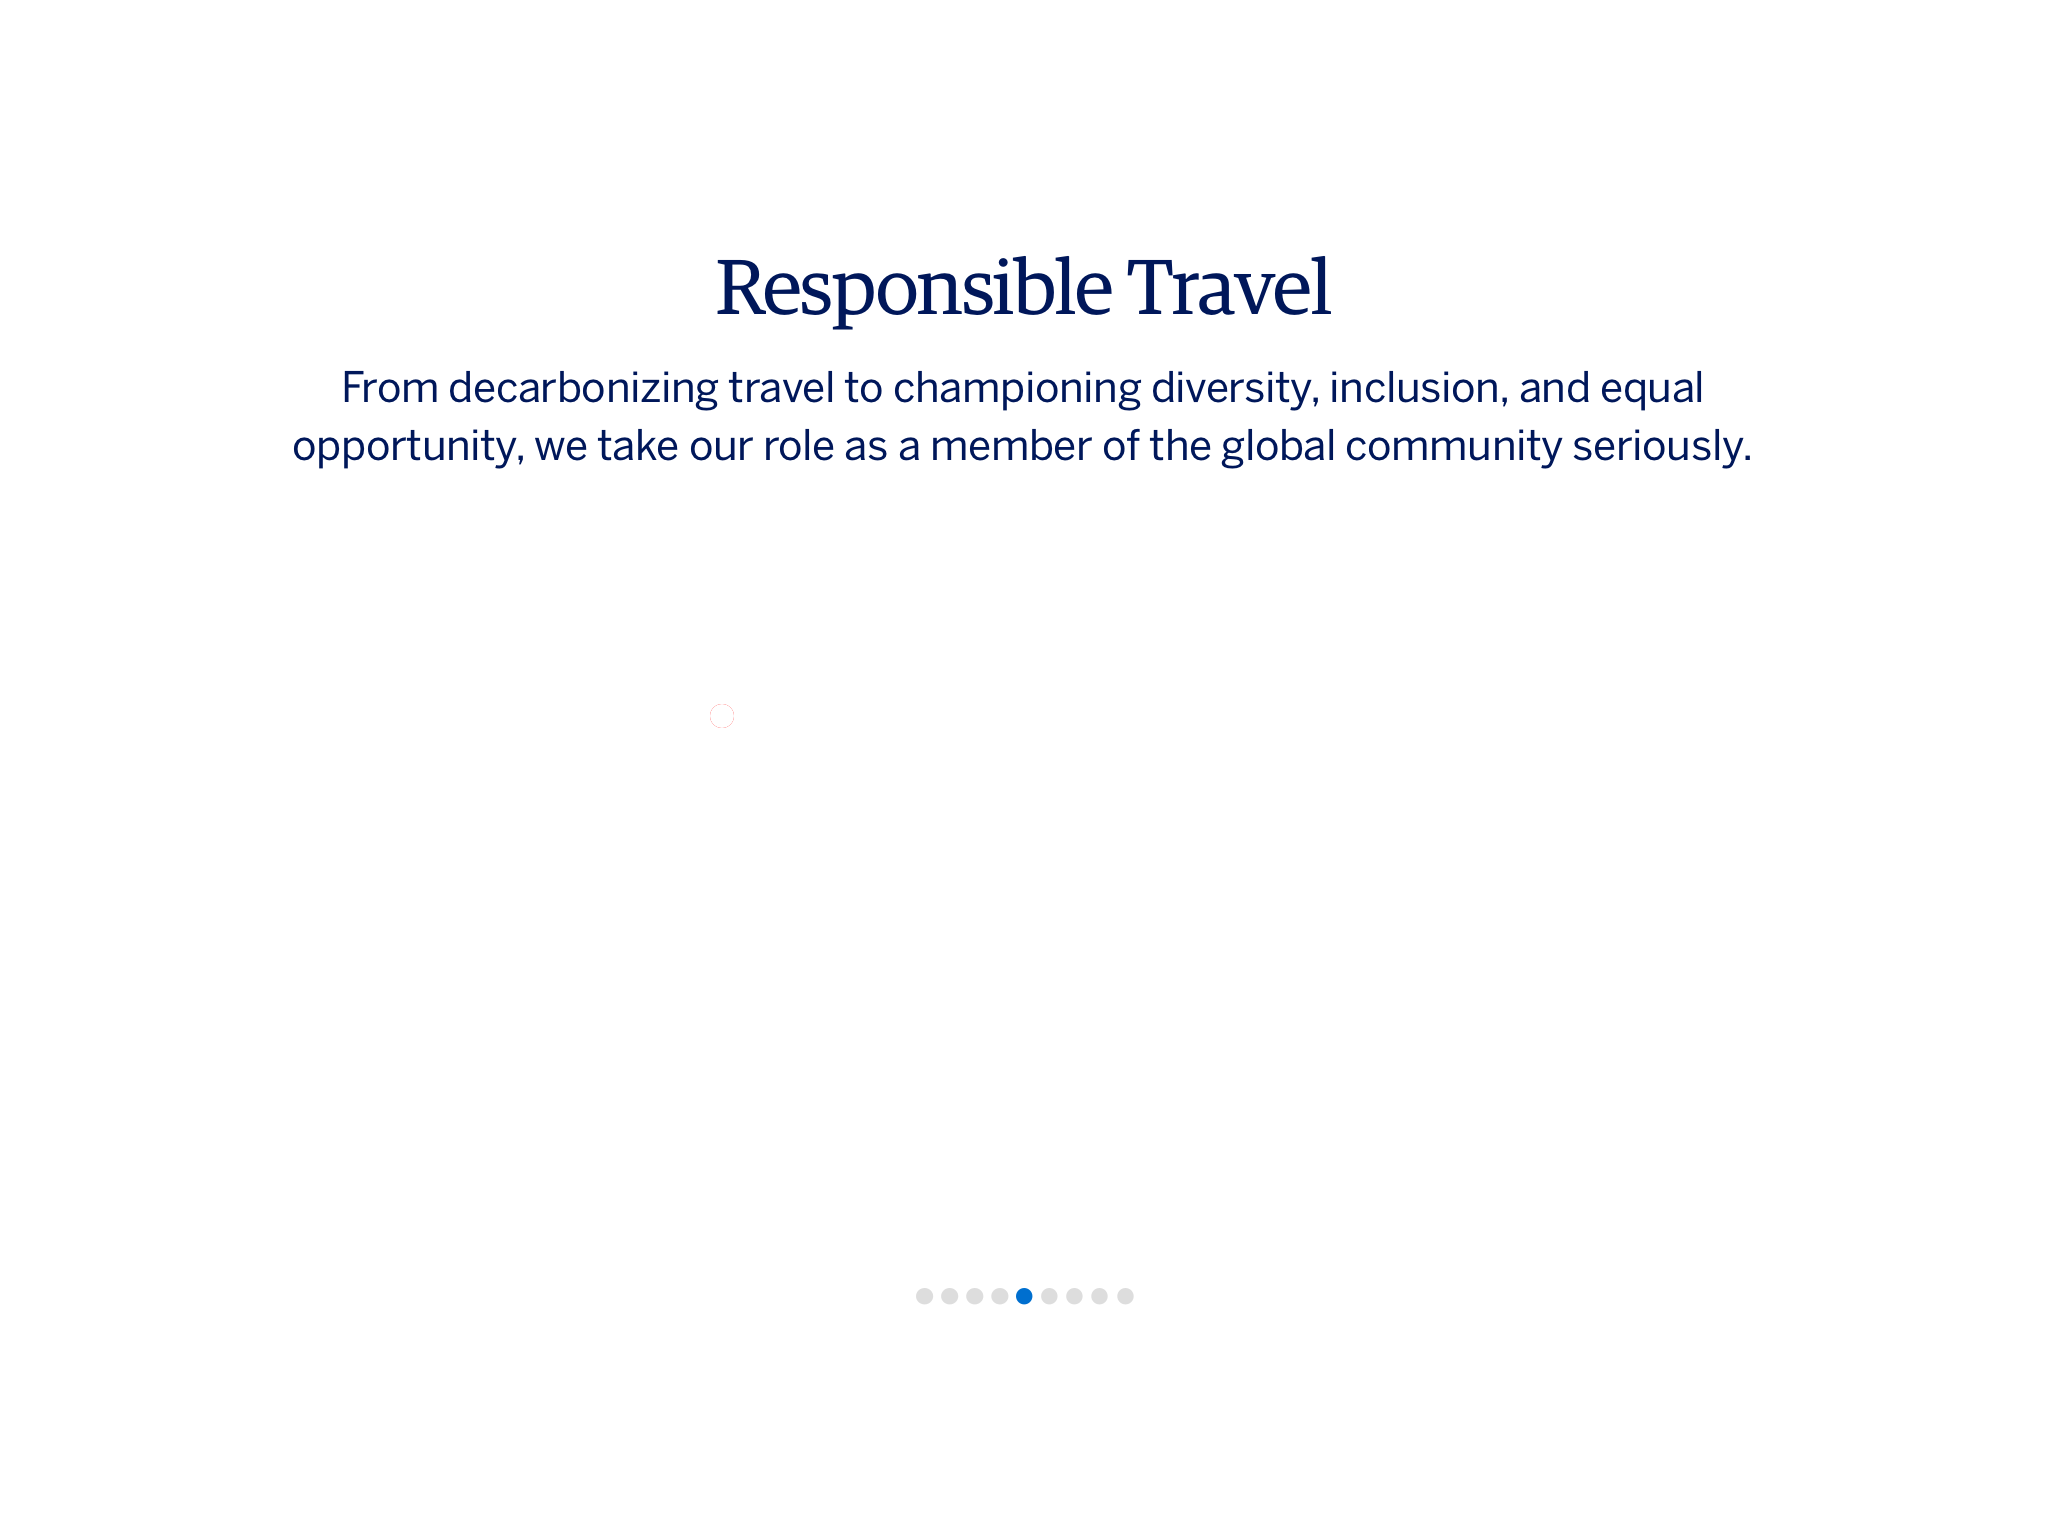 Responsible Travel
From decarbonizing travel to championing diversity, inclusion, and equal
opportunity, we take our role as a member of the global community seriously.